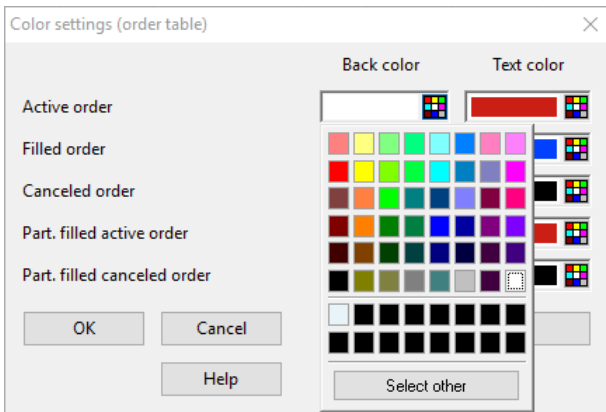 Color settings (order table)
Back color Text color
Active order
Filled order
Canceled order
Part. filled active order
Part. filled canceled order
OK Cancel
Help
Select other